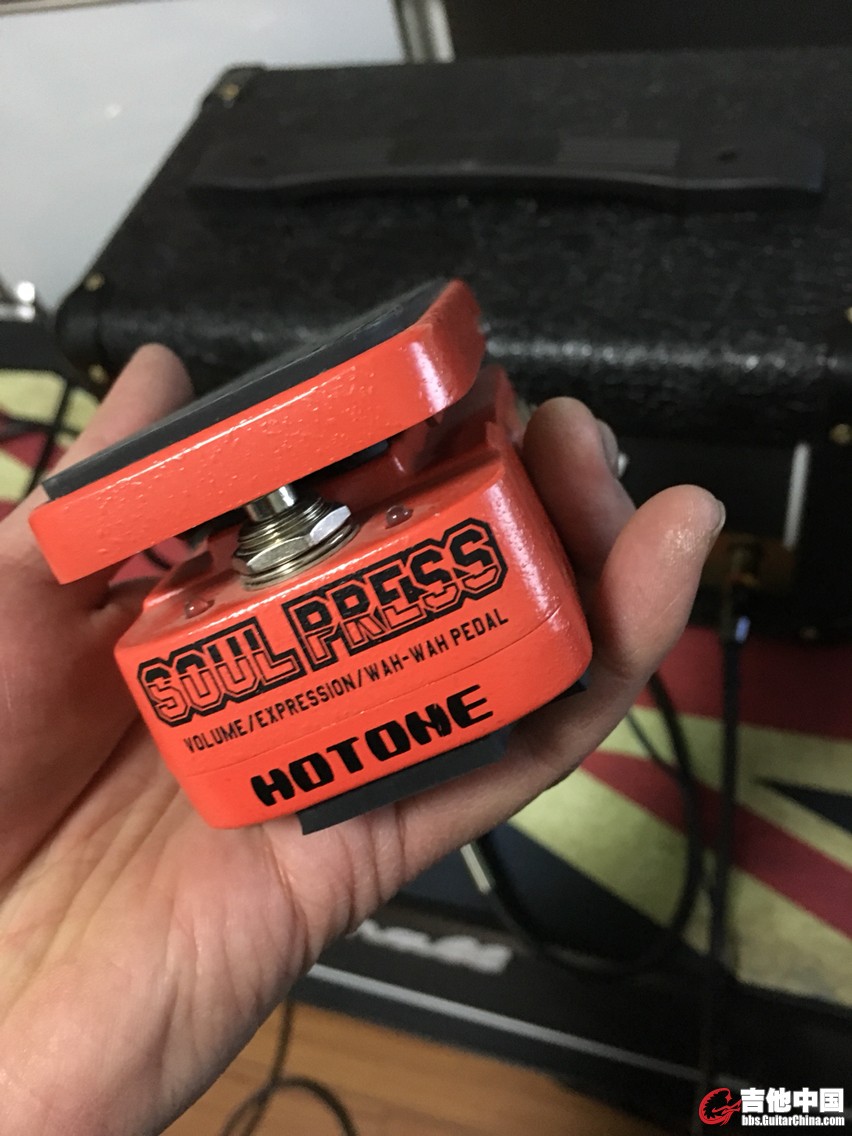 SOUL PRESS
VOLUME/EXPRESSION/WAH-WAH PEDAL
HOTONE
吉他中国
bbs.GuitarChina.com